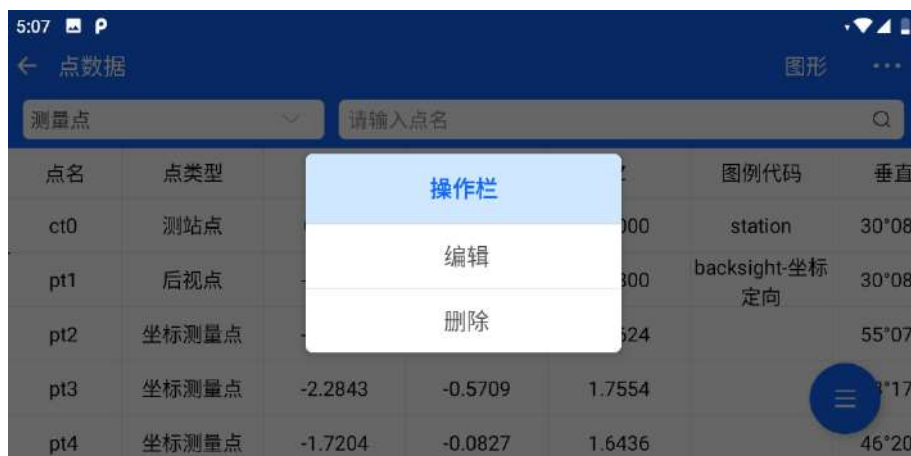 5:07
点数据 图形
测量点 请输入点名
点名 点类型 图例代码 垂直
操作栏
ct0 测站点 000 station 30°08
编辑
pt1 后视点 300 backsight-坐标定向 30°08
删除
pt2 坐标测量点 524 55°07
pt3 坐标测量点 -2.2843 -0.5709 1.7554 °17
pt4 坐标测量点 -1.7204 -0.0827 1.6436 46°20